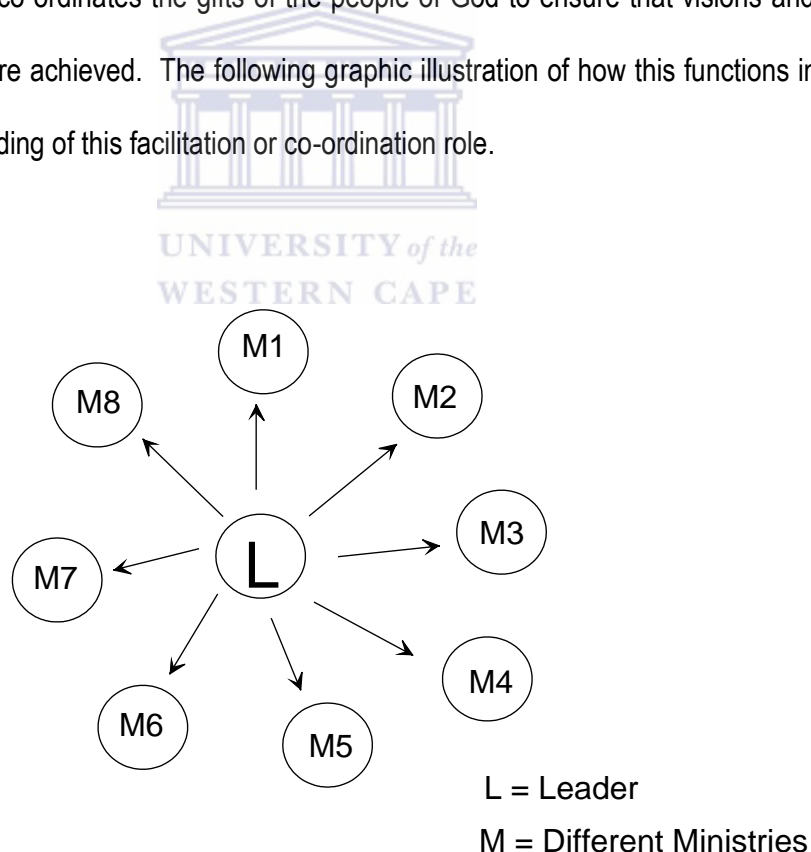 co-ordinates the gifts of the people of God to ensure that visions and
re achieved. The following graphic illustration of how this functions in
ding of this facilitation or co-ordination role.
UNIVERSITY of the
WESTERN CAPE
M1
M8
M2
M3
L
M7
M4
M6
M5
L = Leader
M = Different Ministries